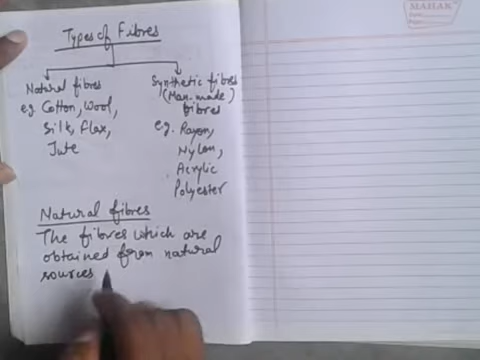 MAHAK
Types of Fibres
Natural fibres
eg. Cotton, Wool,
Silk, Flax,
Jute
Synthetic fibres
(Man-made)
fibres
eg. Rayon,
Nylon,
Acrylic
Polyester
Natural fibres
The fibres which are
obtained from natural
sources